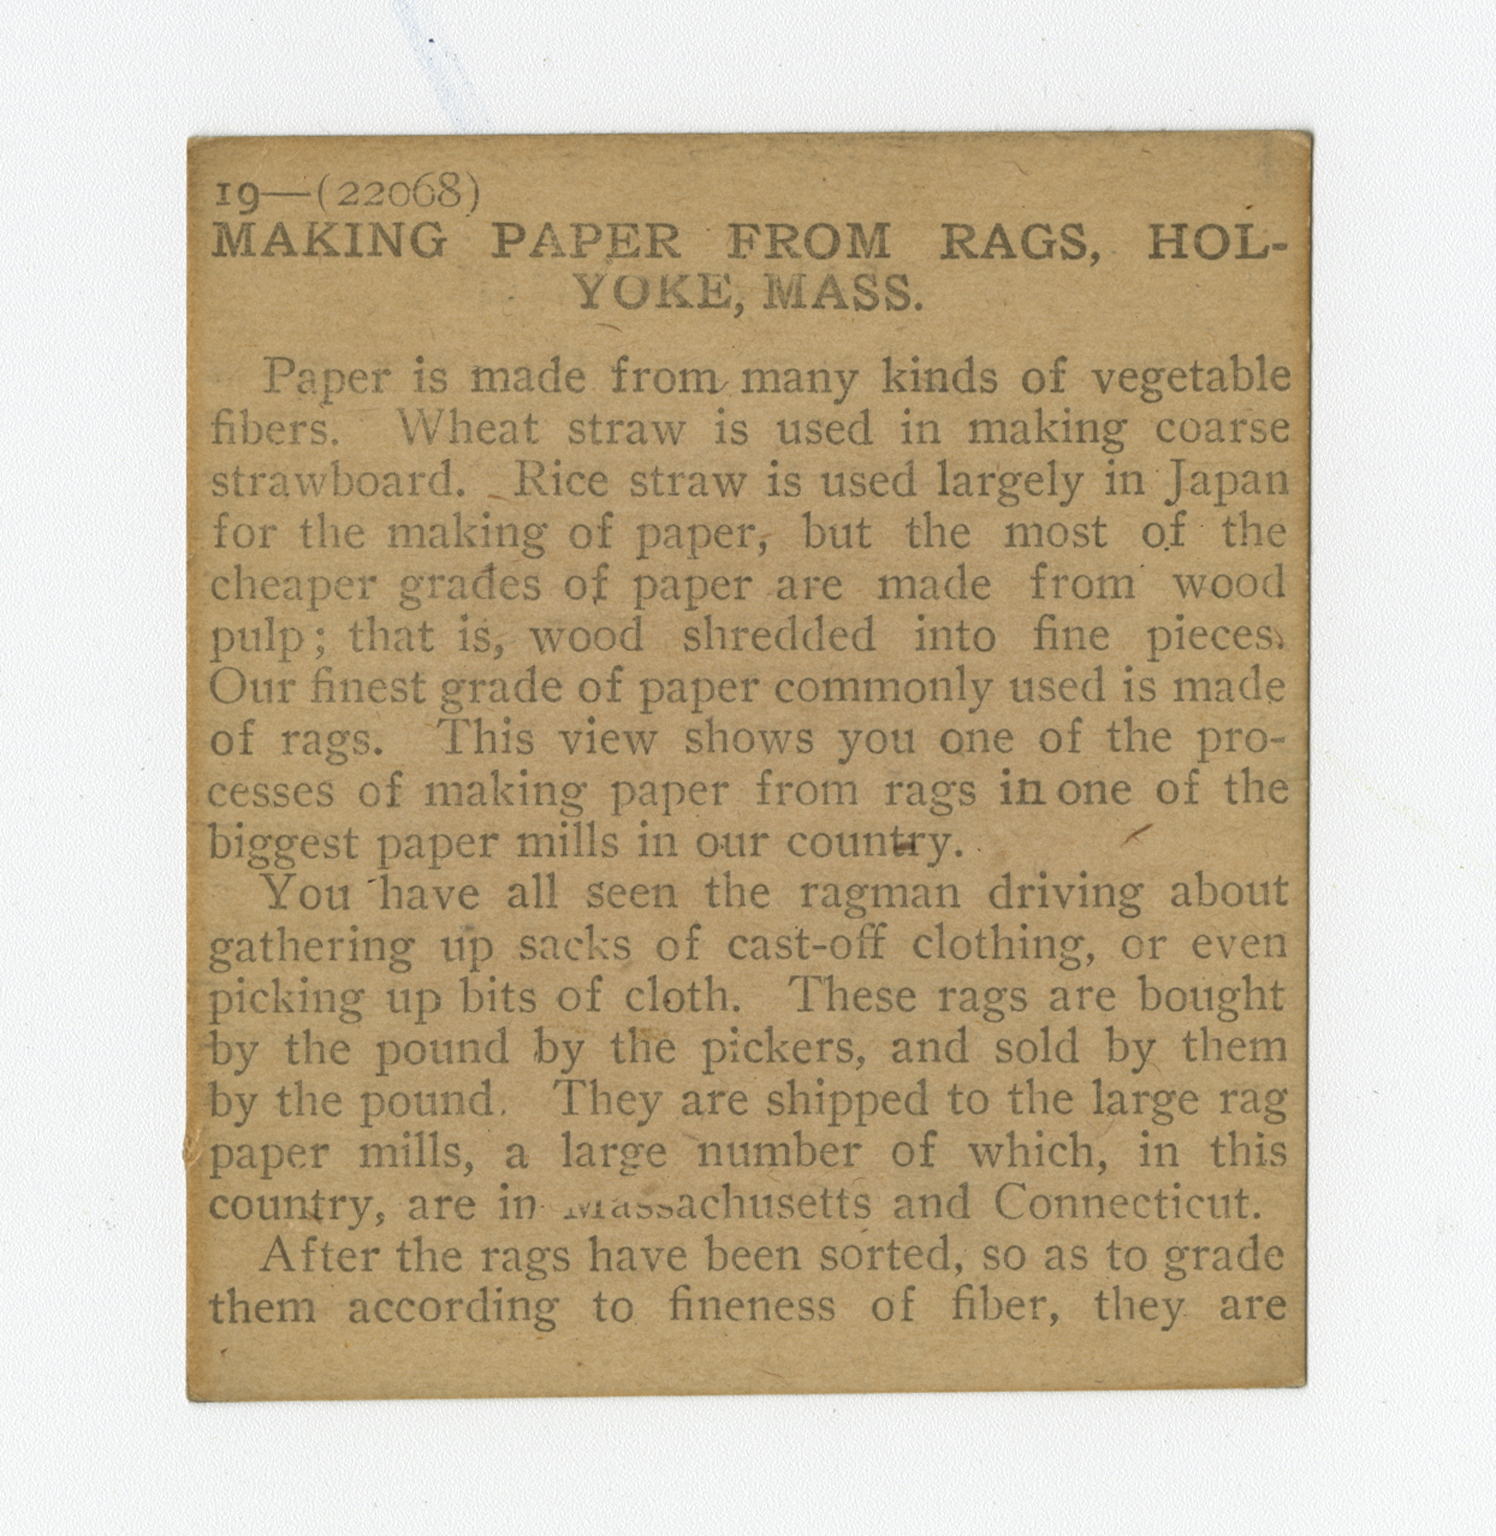 19—(22068)
MAKING PAPER FROM RAGS, HOL-
YOKE, MASS.
Paper is made from many kinds of vegetable
fibers. Wheat straw is used in making coarse
strawboard. Rice straw is used largely in Japan
for the making of paper, but the most of the
cheaper grades of paper are made from wood
pulp; that is, wood shredded into fine pieces.
Our finest grade of paper commonly used is made
of rags. This view shows you one of the pro-
cesses of making paper from rags in one of the
biggest paper mills in our country.
You have all seen the ragman driving about
gathering up sacks of cast-off clothing, or even
picking up bits of cloth. These rags are bought
by the pound by the pickers, and sold by them
by the pound. They are shipped to the large rag
paper mills, a large number of which, in this
country, are in Massachusetts and Connecticut.
After the rags have been sorted, so as to grade
them according to fineness of fiber, they are